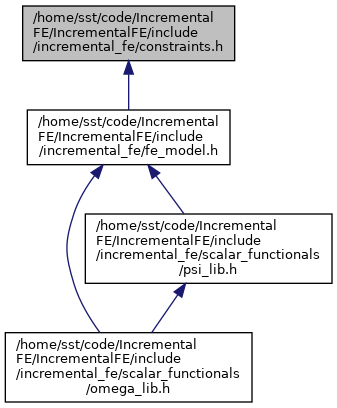 /home/sst/code/Incremental
FE/IncrementalFE/include
/incremental_fe/constraints.h
/home/sst/code/Incremental
FE/IncrementalFE/include
/incremental_fe/fe_model.h
/home/sst/code/Incremental
FE/IncrementalFE/include
/incremental_fe/scalar_functionals
/psi_lib.h
/home/sst/code/Incremental
FE/IncrementalFE/include
/incremental_fe/scalar_functionals
/omega_lib.h